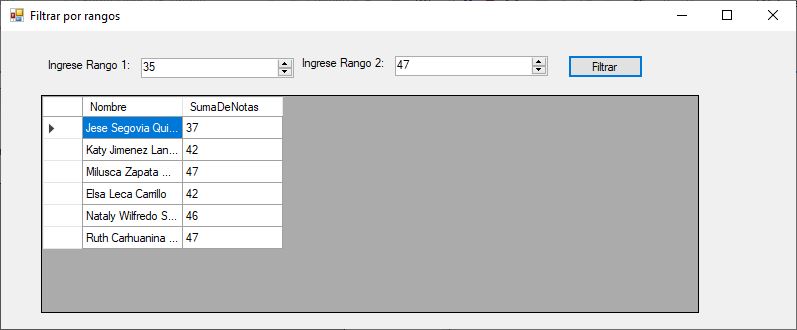 Filtrar por rangos
Ingrese Rango 1: 35 Ingrese Rango 2: 47 Filtrar
Nombre SumaDeNotas
Jese Segovia Qui... 37
Katy Jimenez Lan... 42
Milusca Zapata ... 47
Elsa Leca Carrillo 42
Nataly Wilfredo S... 46
Ruth Carhuanina ... 47